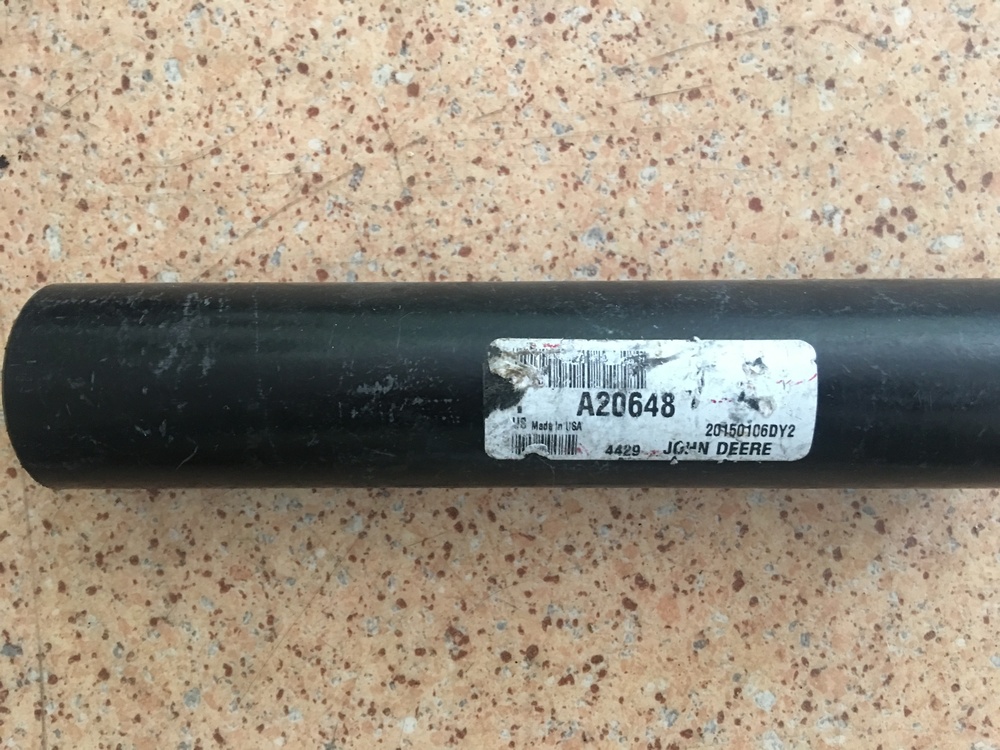 A20648
US Made in USA
20150106DY2
4429 JOHN DEERE